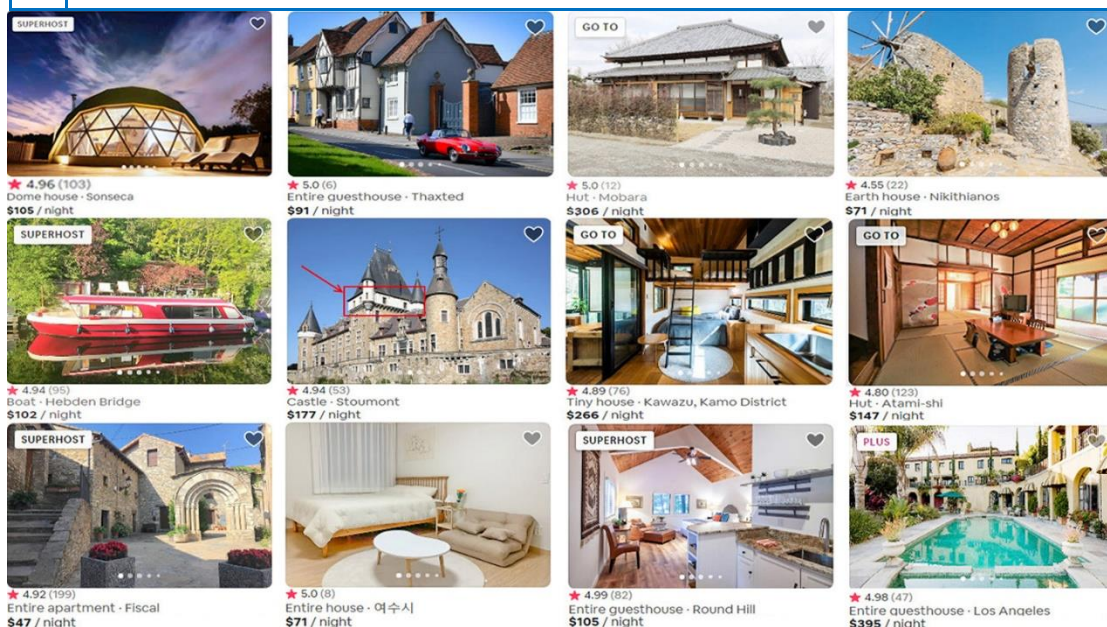 SUPERHOST
GO TO
★ 4.96 (103)
Dome house · Sonseca
$105 / night
★ 5.0 (6)
Entire guesthouse · Thaxted
$91 / night
★ 5.0 (12)
Hut · Mobara
$306 / night
★ 4.55 (22)
Earth house · Nikithianos
$71 / night
SUPERHOST
GO TO
GO TO
★ 4.94 (95)
Boat · Hebden Bridge
$102 / night
★ 4.94 (53)
Castle · Stoumont
$177 / night
★ 4.89 (76)
Tiny house · Kawazu, Kamo District
$266 / night
★ 4.80 (123)
Hut · Atami-shi
$147 / night
SUPERHOST
SUPERHOST
PLUS
★ 4.92 (199)
Entire apartment · Fiscal
$47 / night
★ 5.0 (8)
Entire house · 여수시
$71 / night
★ 4.99 (82)
Entire guesthouse · Round Hill
$105 / night
★ 4.98 (47)
Entire guesthouse · Los Angeles
$395 / night